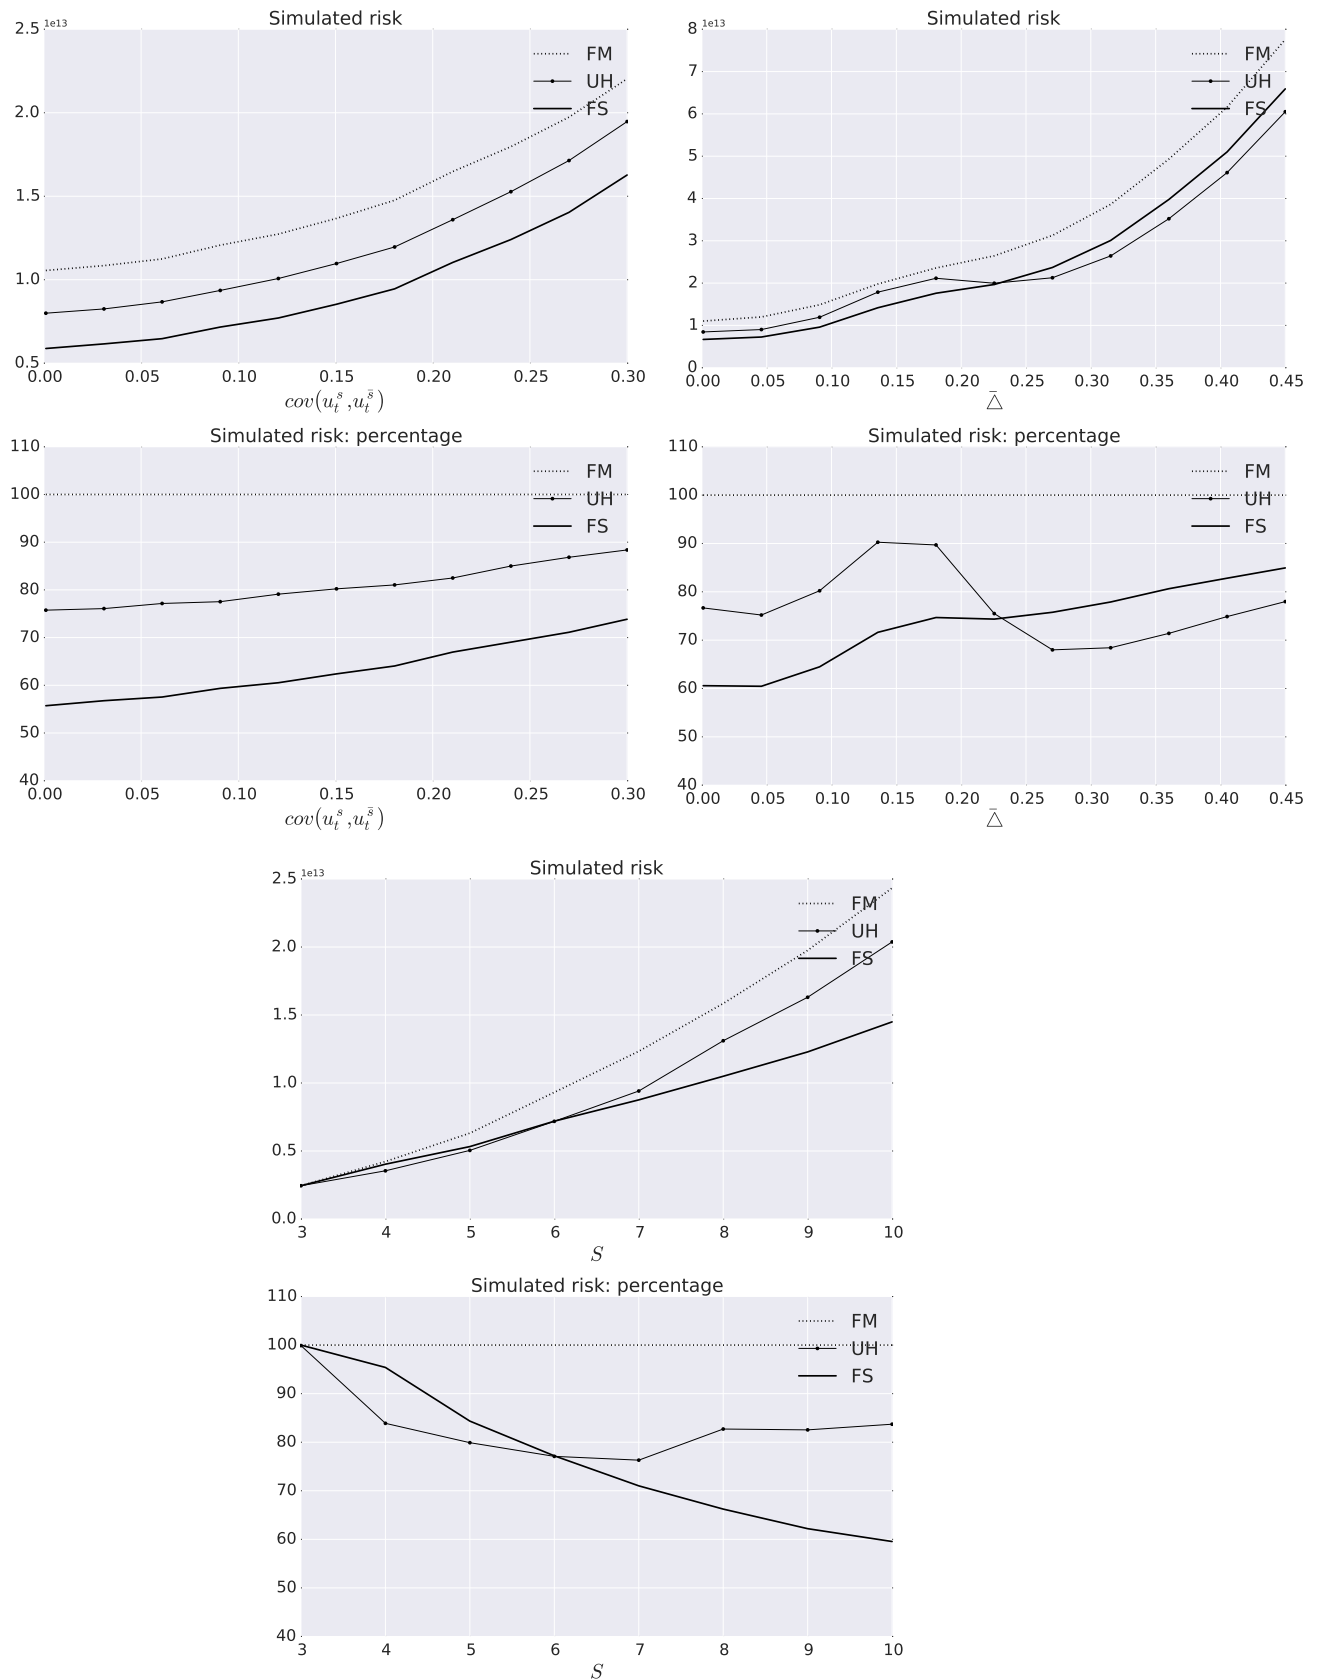 Simulated risk
1e13
2.5
2.0
1.5
1.0
0.5
FM
UH
FS
0.00 0.05 0.10 0.15 0.20 0.25 0.30
cov(u_t^s, u_t^s̄)
Simulated risk
1e13
8
7
6
5
4
3
2
1
0
FM
UH
FS
0.00 0.05 0.10 0.15 0.20 0.25 0.30 0.35 0.40 0.45
△̄
Simulated risk: percentage
110
100
90
80
70
60
50
40
FM
UH
FS
0.00 0.05 0.10 0.15 0.20 0.25 0.30
cov(u_t^s, u_t^s̄)
Simulated risk: percentage
110
100
90
80
70
60
50
40
FM
UH
FS
0.00 0.05 0.10 0.15 0.20 0.25 0.30 0.35 0.40 0.45
△̄
Simulated risk
1e13
2.5
2.0
1.5
1.0
0.5
0.0
FM
UH
FS
3 4 5 6 7 8 9 10
S
Simulated risk: percentage
110
100
90
80
70
60
50
40
FM
UH
FS
3 4 5 6 7 8 9 10
S